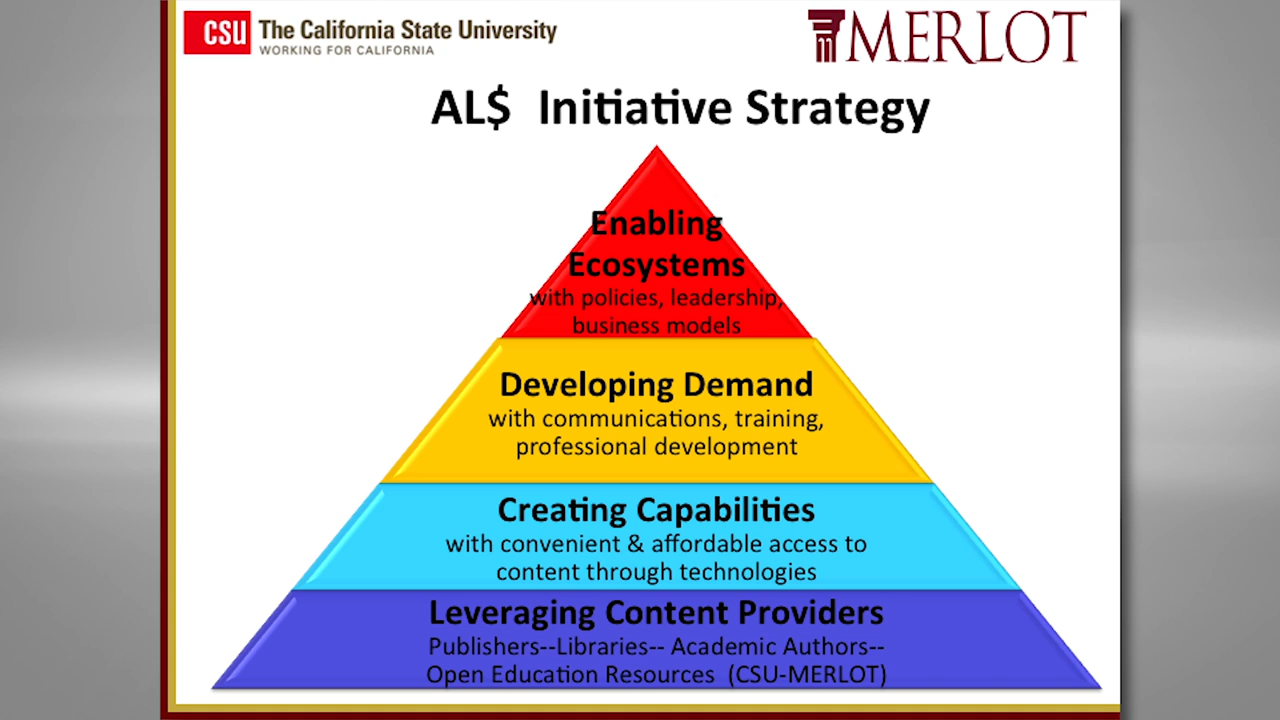 CSU The California State University
WORKING FOR CALIFORNIA
MERLOT
AL$ Initiative Strategy
Enabling
Ecosystems
with policies, leadership,
business models
Developing Demand
with communications, training,
professional development
Creating Capabilities
with convenient & affordable access to
content through technologies
Leveraging Content Providers
Publishers--Libraries-- Academic Authors--
Open Education Resources (CSU-MERLOT)